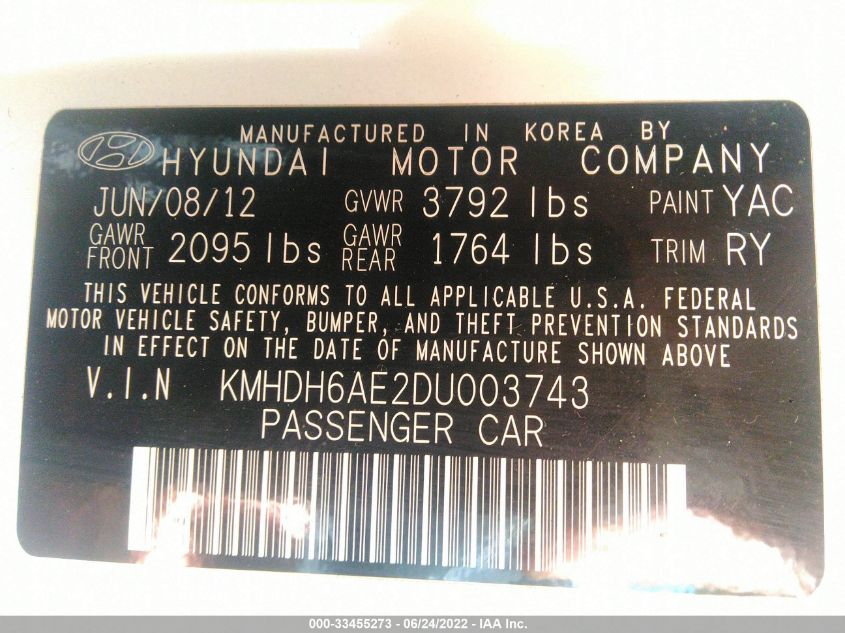 MANUFACTURED IN KOREA BY
HYUNDAI MOTOR COMPANY
JUN/08/12 GVWR 3792 lbs PAINT YAC
GAWR FRONT 2095 lbs GAWR REAR 1764 lbs TRIM RY
THIS VEHICLE CONFORMS TO ALL APPLICABLE U.S.A. FEDERAL
MOTOR VEHICLE SAFETY, BUMPER, AND THEFT PREVENTION STANDARDS
IN EFFECT ON THE DATE OF MANUFACTURE SHOWN ABOVE
V.I.N KMHDH6AE2DU003743
PASSENGER CAR
000-33455273 - 06/24/2022 - IAA Inc.